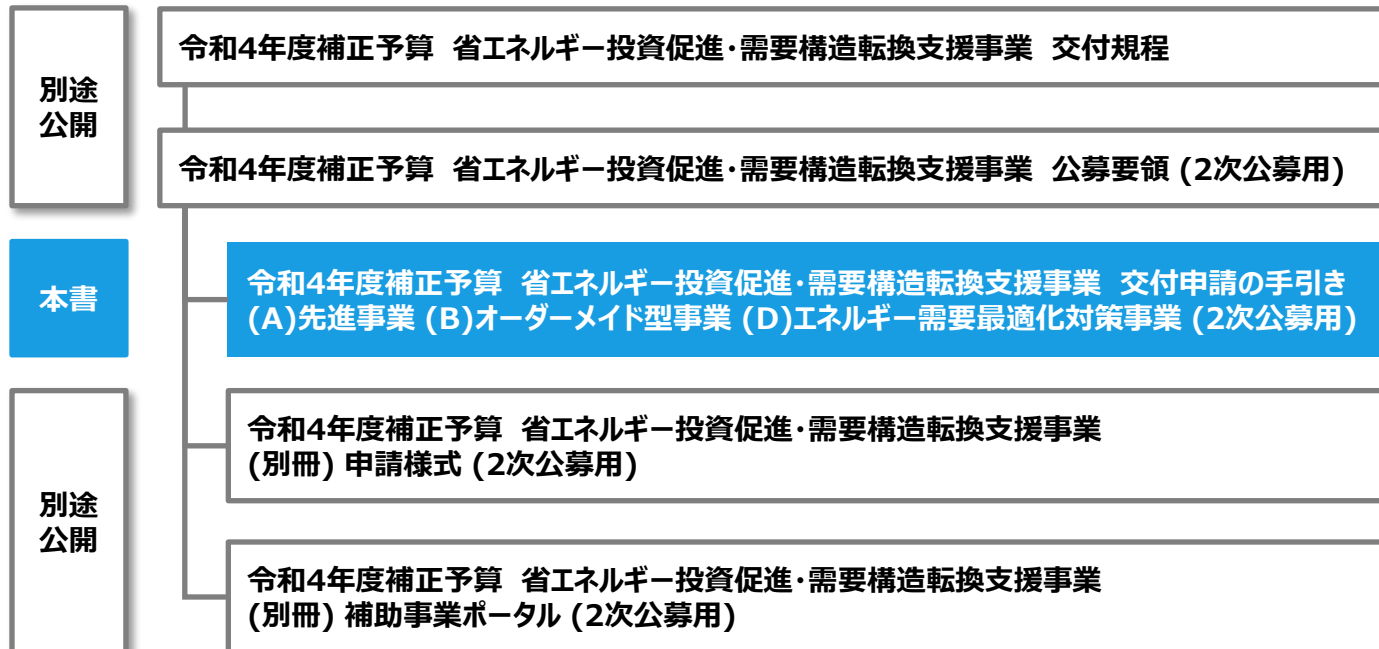 別途
公開
令和4年度補正予算 省エネルギー投資促進・需要構造転換支援事業 交付規程
令和4年度補正予算 省エネルギー投資促進・需要構造転換支援事業 公募要領 (2次公募用)
本書
令和4年度補正予算 省エネルギー投資促進・需要構造転換支援事業 交付申請の手引き
(A)先進事業 (B)オーダーメイド型事業 (D)エネルギー需要最適化対策事業 (2次公募用)
別途
公開
令和4年度補正予算 省エネルギー投資促進・需要構造転換支援事業
(別冊) 申請様式 (2次公募用)
令和4年度補正予算 省エネルギー投資促進・需要構造転換支援事業
(別冊) 補助事業ポータル (2次公募用)